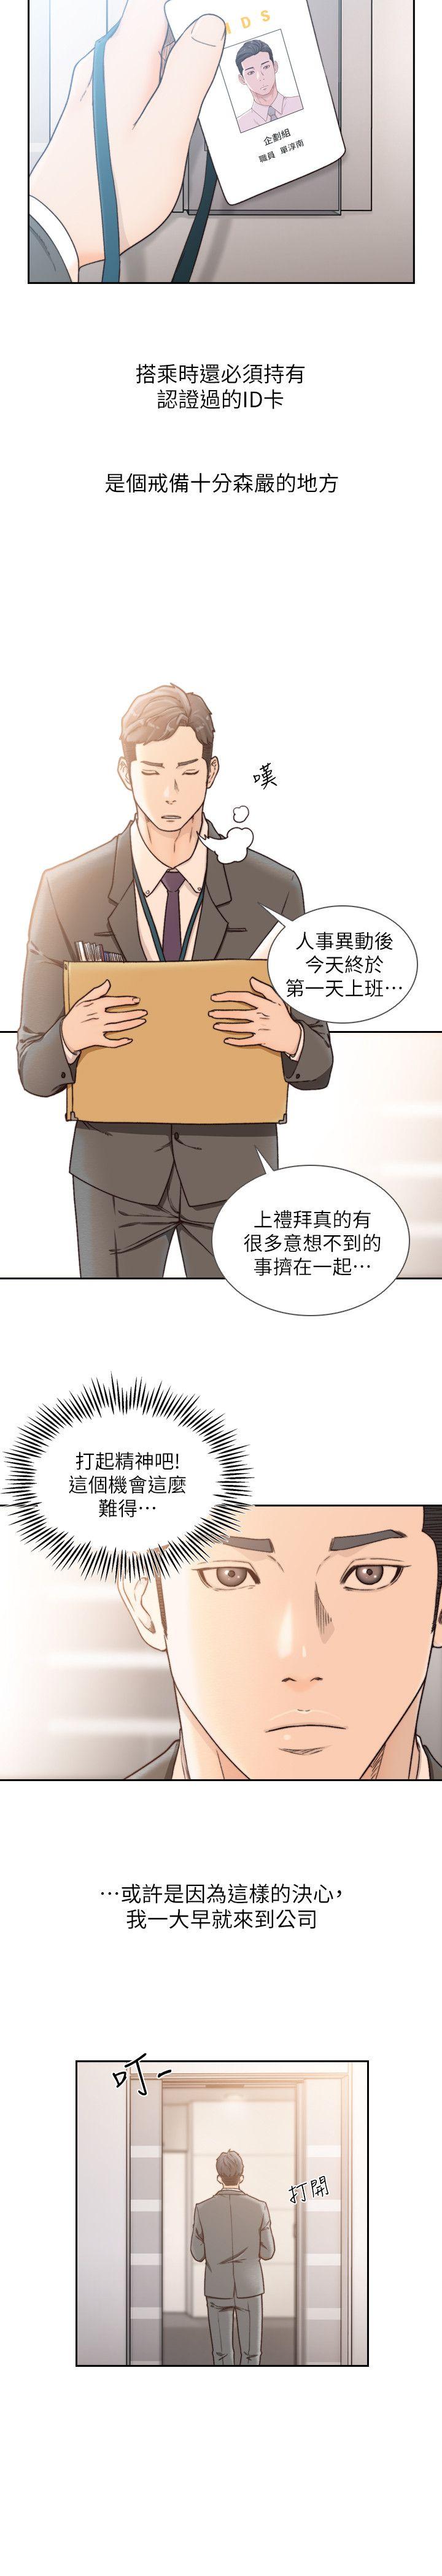 IDS
企劃組
職員 單淳南
搭乘時還必須持有
認證過的ID卡
是個戒備十分森嚴的地方
嘆
人事異動後
今天終於
第一天上班…
上禮拜真的有
很多意想不到的
事擠在一起…
打起精神吧!
這個機會這麼
難得…
…或許是因為這樣的決心，
我一大早就來到公司
叮-
打開